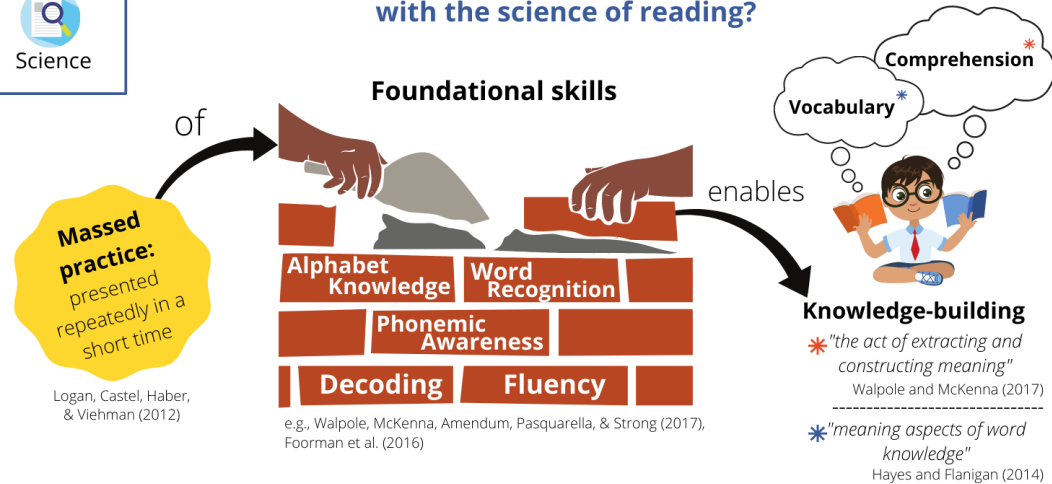 with the science of reading?
Science
of
Massed
practice:
presented
repeatedly in a
short time
Logan, Castel, Haber,
& Viehman (2012)
Foundational skills
Alphabet
Knowledge
Word
Recognition
Phonemic
Awareness
Decoding
Fluency
e.g., Walpole, McKenna, Amendum, Pasquarella, & Strong (2017),
Foorman et al. (2016)
enables
Comprehension*
Vocabulary*
Knowledge-building
*"the act of extracting and
constructing meaning"
Walpole and McKenna (2017)
*"meaning aspects of word
knowledge"
Hayes and Flanigan (2014)